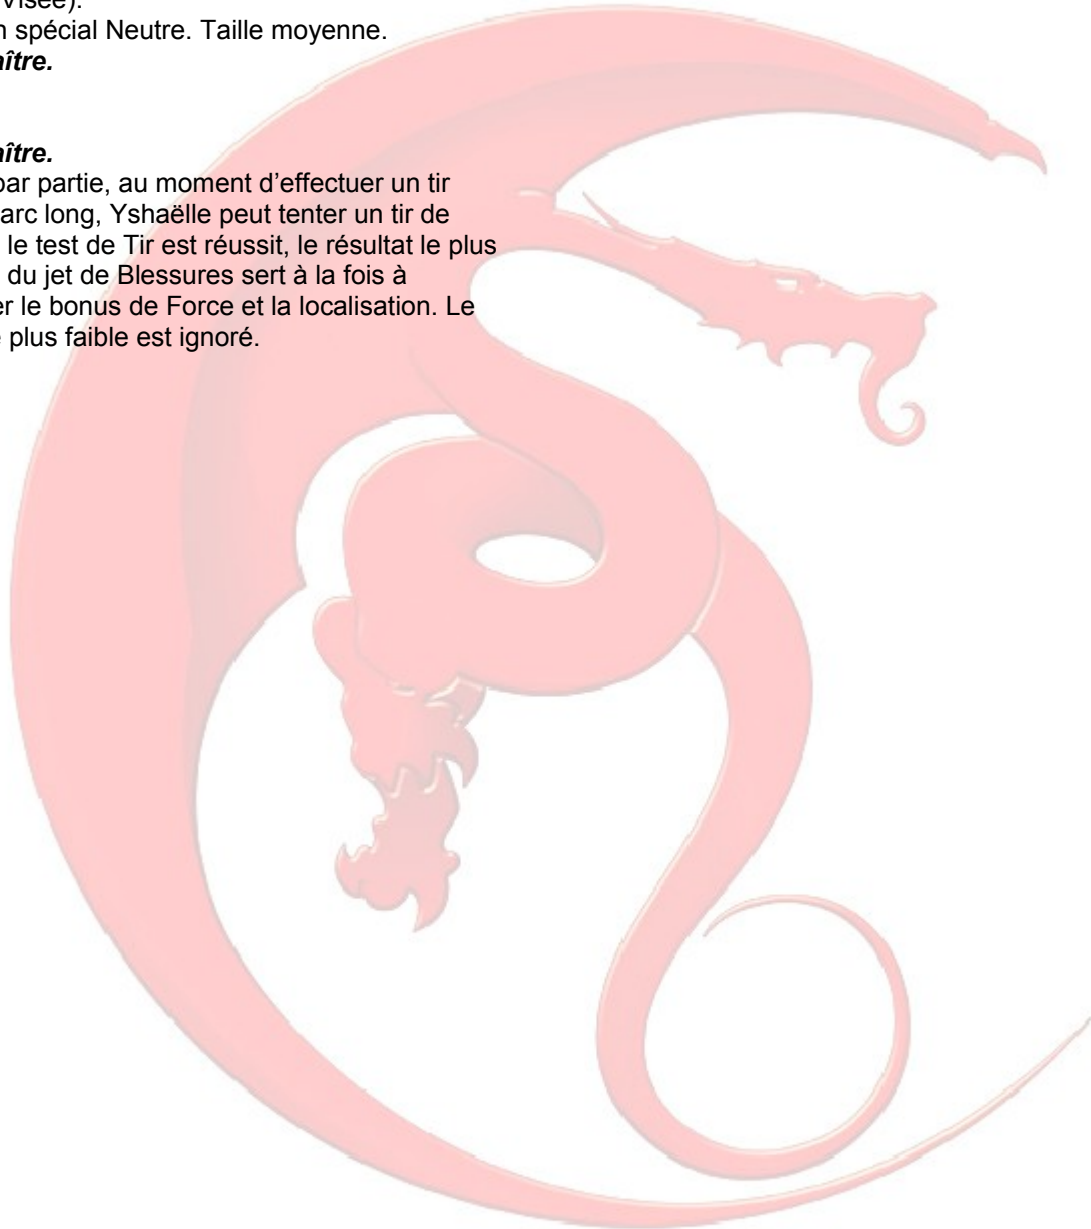 Visée).
n spécial Neutre. Taille moyenne.
aître.
aître.
par partie, au moment d’effectuer un tir
arc long, Yshaëlle peut tenter un tir de
le test de Tir est réussit, le résultat le plus
du jet de Blessures sert à la fois à
er le bonus de Force et la localisation. Le
plus faible est ignoré.